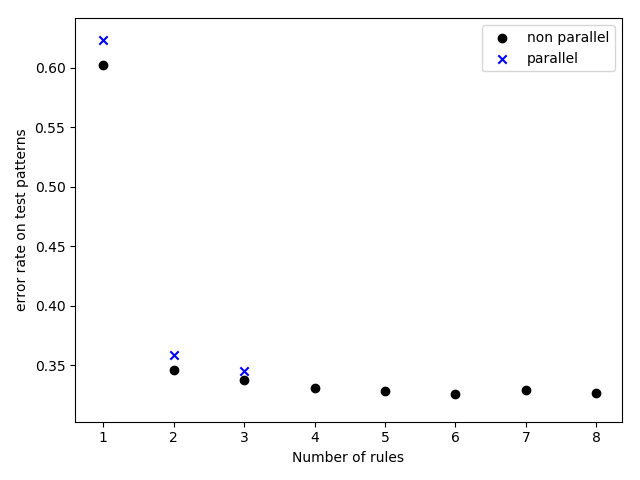 non parallel
parallel
0.60
0.55
0.50
0.45
0.40
0.35
error rate on test patterns
1 2 3 4 5 6 7 8
Number of rules